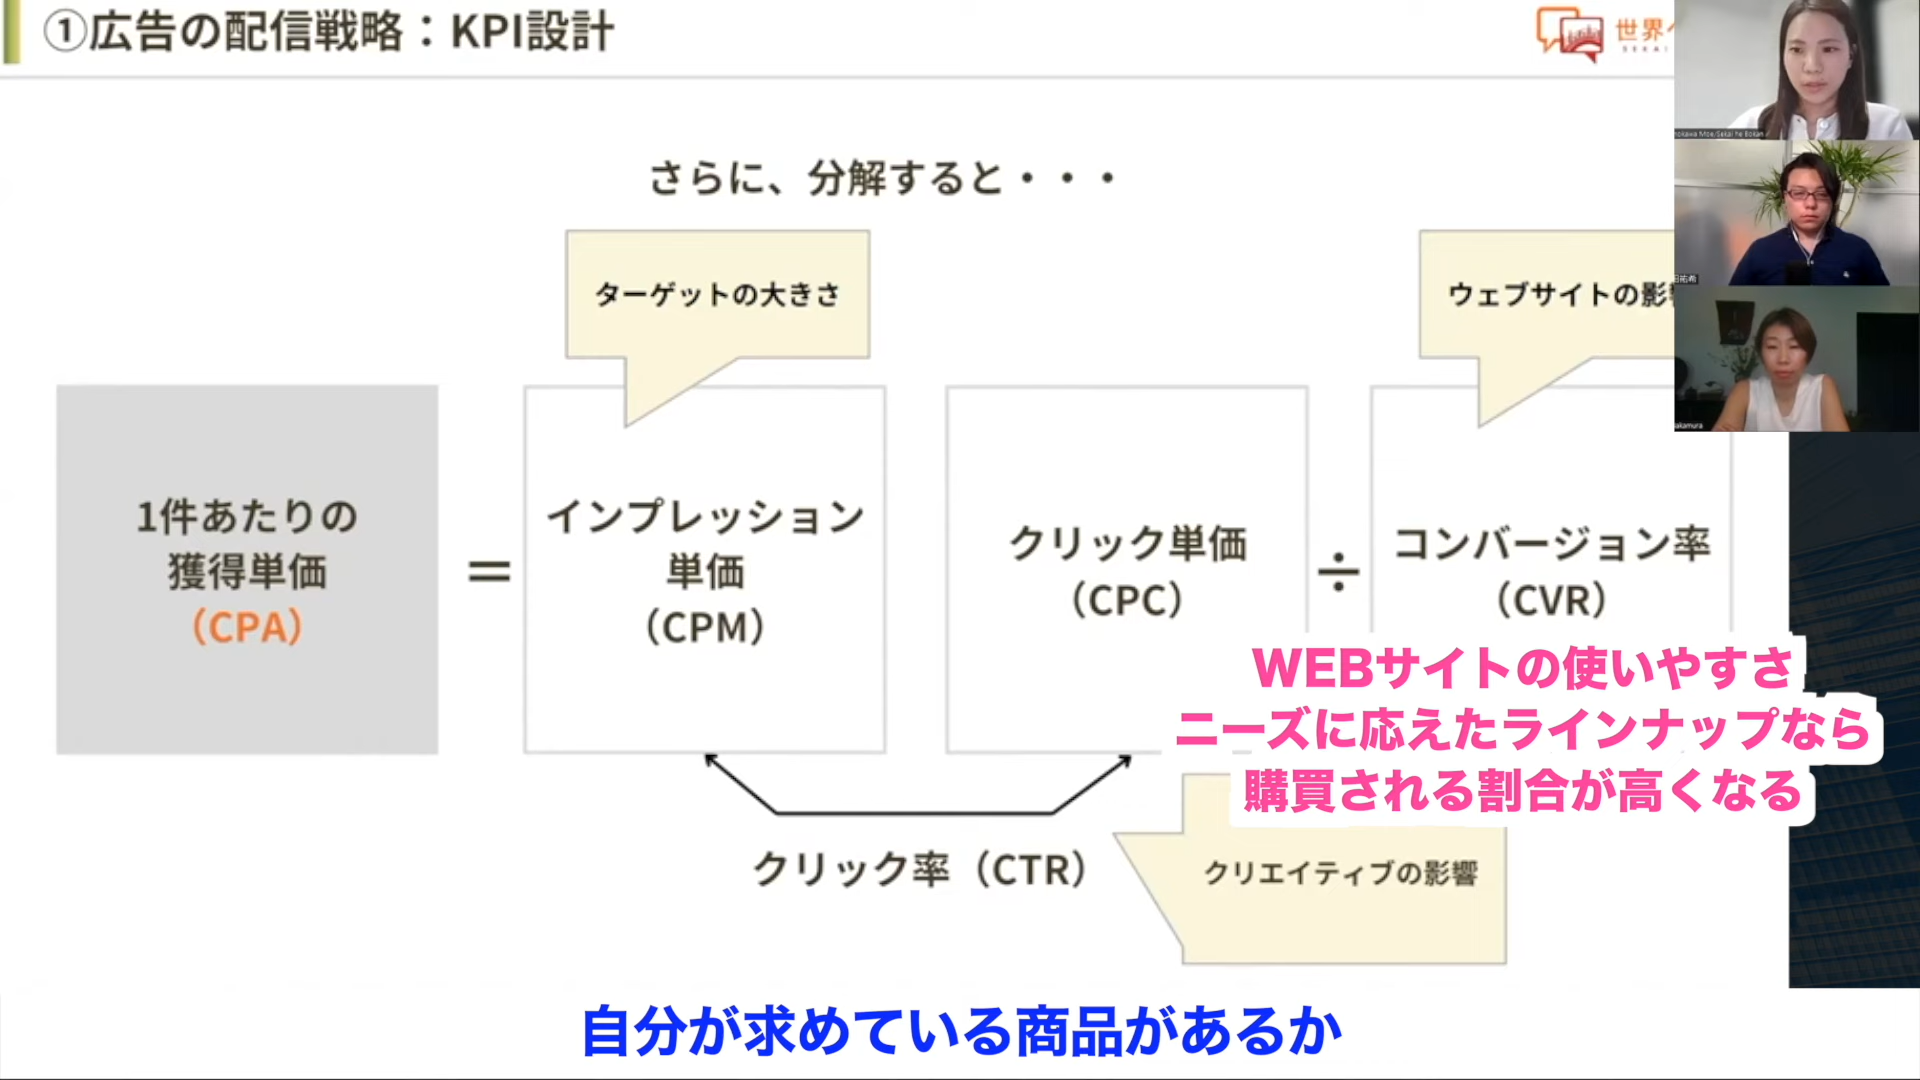 ①広告の配信戦略：KPI設計
世界へ
SEKAI
さらに、分解すると・・・
ターゲットの大きさ
ウェブサイトの影
1件あたりの
獲得単価
（CPA）
＝
インプレッション
単価
（CPM）
クリック単価
（CPC）
÷
コンバージョン率
（CVR）
WEBサイトの使いやすさ
ニーズに応えたラインナップなら
購買される割合が高くなる
クリック率（CTR）
クリエイティブの影響
自分が求めている商品があるか